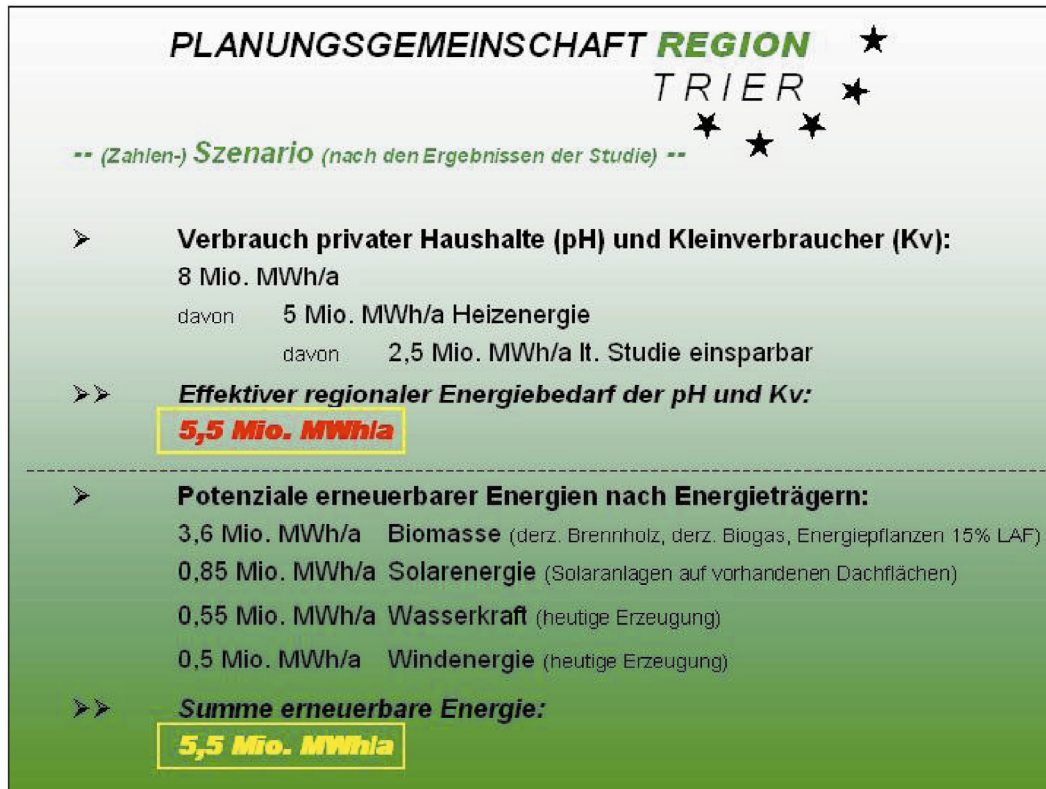 PLANUNGSGEMEINSCHAFT REGION
TRIER
-- (Zahlen-) Szenario (nach den Ergebnissen der Studie) --
Verbrauch privater Haushalte (pH) und Kleinverbraucher (Kv):
8 Mio. MWh/a
davon 5 Mio. MWh/a Heizenergie
davon 2,5 Mio. MWh/a lt. Studie einsparbar
Effektiver regionaler Energiebedarf der pH und Kv:
5,5 Mio. MWh/a
Potenziale erneuerbarer Energien nach Energieträgern:
3,6 Mio. MWh/a Biomasse (derz. Brennholz, derz. Biogas, Energiepflanzen 15% LAF)
0,85 Mio. MWh/a Solarenergie (Solaranlagen auf vorhandenen Dachflächen)
0,55 Mio. MWh/a Wasserkraft (heutige Erzeugung)
0,5 Mio. MWh/a Windenergie (heutige Erzeugung)
Summe erneuerbare Energie:
5,5 Mio. MWh/a